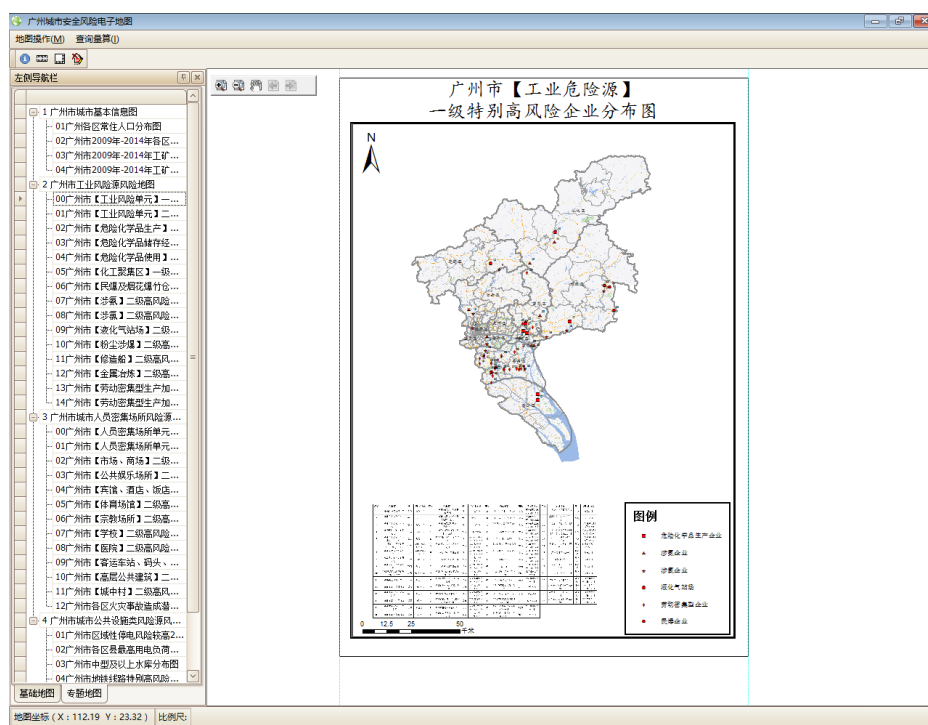 广州城市安全风险电子地图
地图操作(M) 查询量算(I)
左侧导航栏
1 广州市城市基本信息图
01广州各区常住人口分布图
02广州市2009年-2014年各区...
03广州市2009年-2014年工矿...
04广州市2009年-2014年工矿...
2 广州市工业风险源风险地图
00广州市【工业风险单元】一...
01广州市【工业风险单元】二...
02广州市【危险化学品生产】...
03广州市【危险化学品储存经...
04广州市【危险化学品使用】...
05广州市【化工聚集区】一级...
06广州市【民爆及烟花爆竹仓...
07广州市【涉氨】二级高风险...
08广州市【涉氯】二级高风险...
09广州市【液化气站场】二级...
10广州市【粉尘涉爆】二级高...
11广州市【修造船】二级高风...
12广州市【金属冶炼】二级高...
13广州市【劳动密集型生产加...
14广州市【劳动密集型生产加...
3 广州市城市人员密集场所风险源...
00广州市【人员密集场所单元...
01广州市【人员密集场所单元...
02广州市【市场、商场】二级...
03广州市【公共娱乐场所】二...
04广州市【宾馆、酒店、饭店...
05广州市【体育场馆】二级高...
06广州市【宗教场所】二级高...
07广州市【学校】二级高风险...
08广州市【医院】二级高风险...
09广州市【客运车站、码头、...
10广州市【高层公共建筑】二...
11广州市【城中村】二级高风...
12广州市各区火灾事故造成潜...
4 广州市城市公共设施类风险源风...
01广州市区域性停电风险较高2...
02广州市各区县最高用电负荷...
03广州市中型及以上水库分布图
04广州市地铁线路特别高风险...
基础地图 专题地图
地图坐标 ( X : 112.19 Y : 23.32 ) 比例尺:
广州市【工业危险源】
一级特别高风险企业分布图
N
图例
危险化学品生产企业
涉氨企业
涉氯企业
液化气站场
劳动密集型企业
民爆企业
0 12.5 25 50
千米